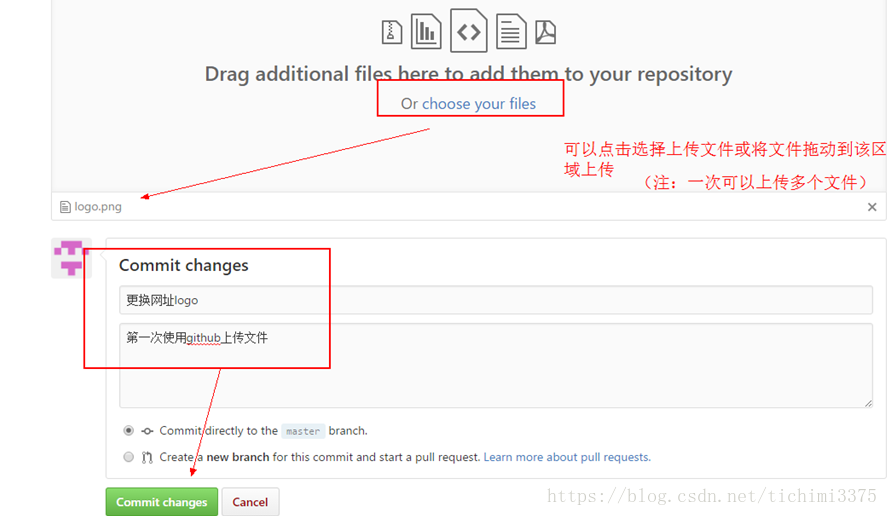 Drag additional files here to add them to your repository
Or choose your files
可以点击选择上传文件或将文件拖动到该区
域上传
（注：一次可以上传多个文件）
logo.png
Commit changes
更换网址logo
第一次使用github上传文件
Commit directly to the master branch.
Create a new branch for this commit and start a pull request. Learn more about pull requests.
Commit changes
Cancel
https://blog.csdn.net/tichimi3375